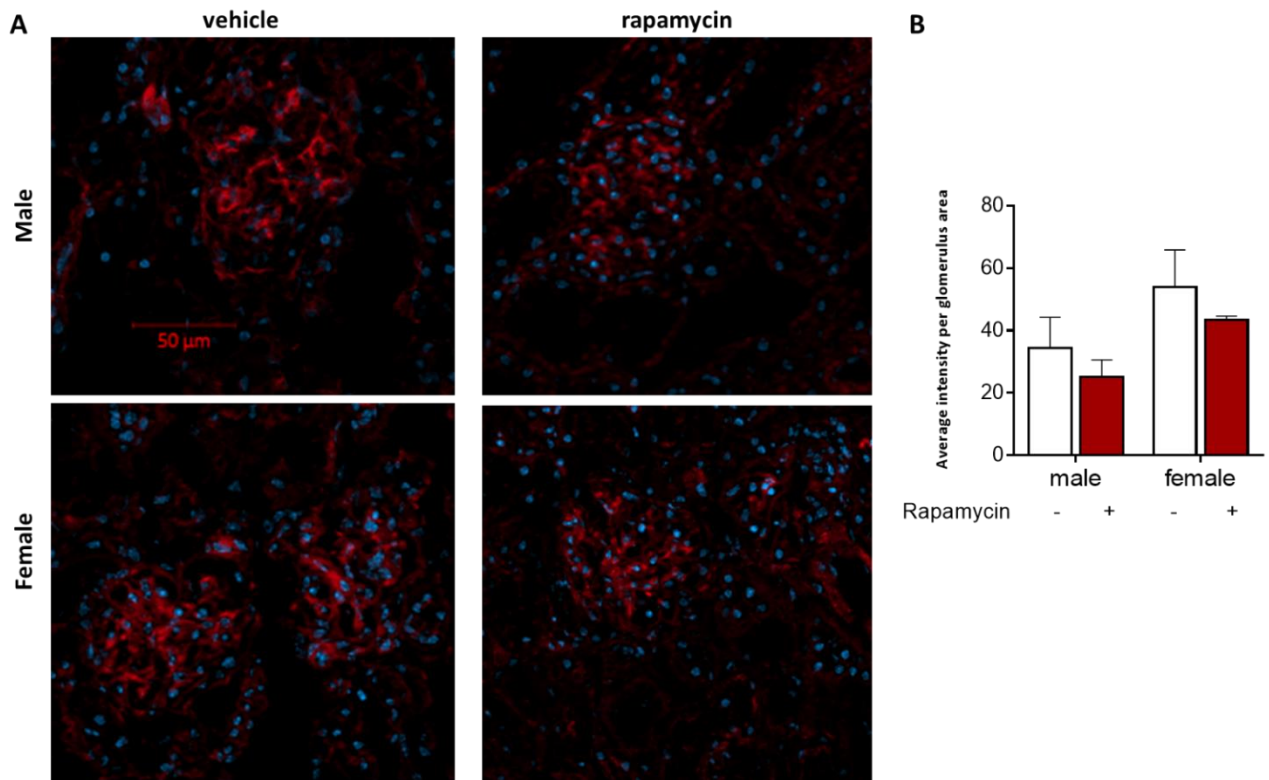 A
vehicle
rapamycin
B
Male
50 µm
Female
Average intensity per glomerulus area
80
60
40
20
0
male female
Rapamycin - + - +